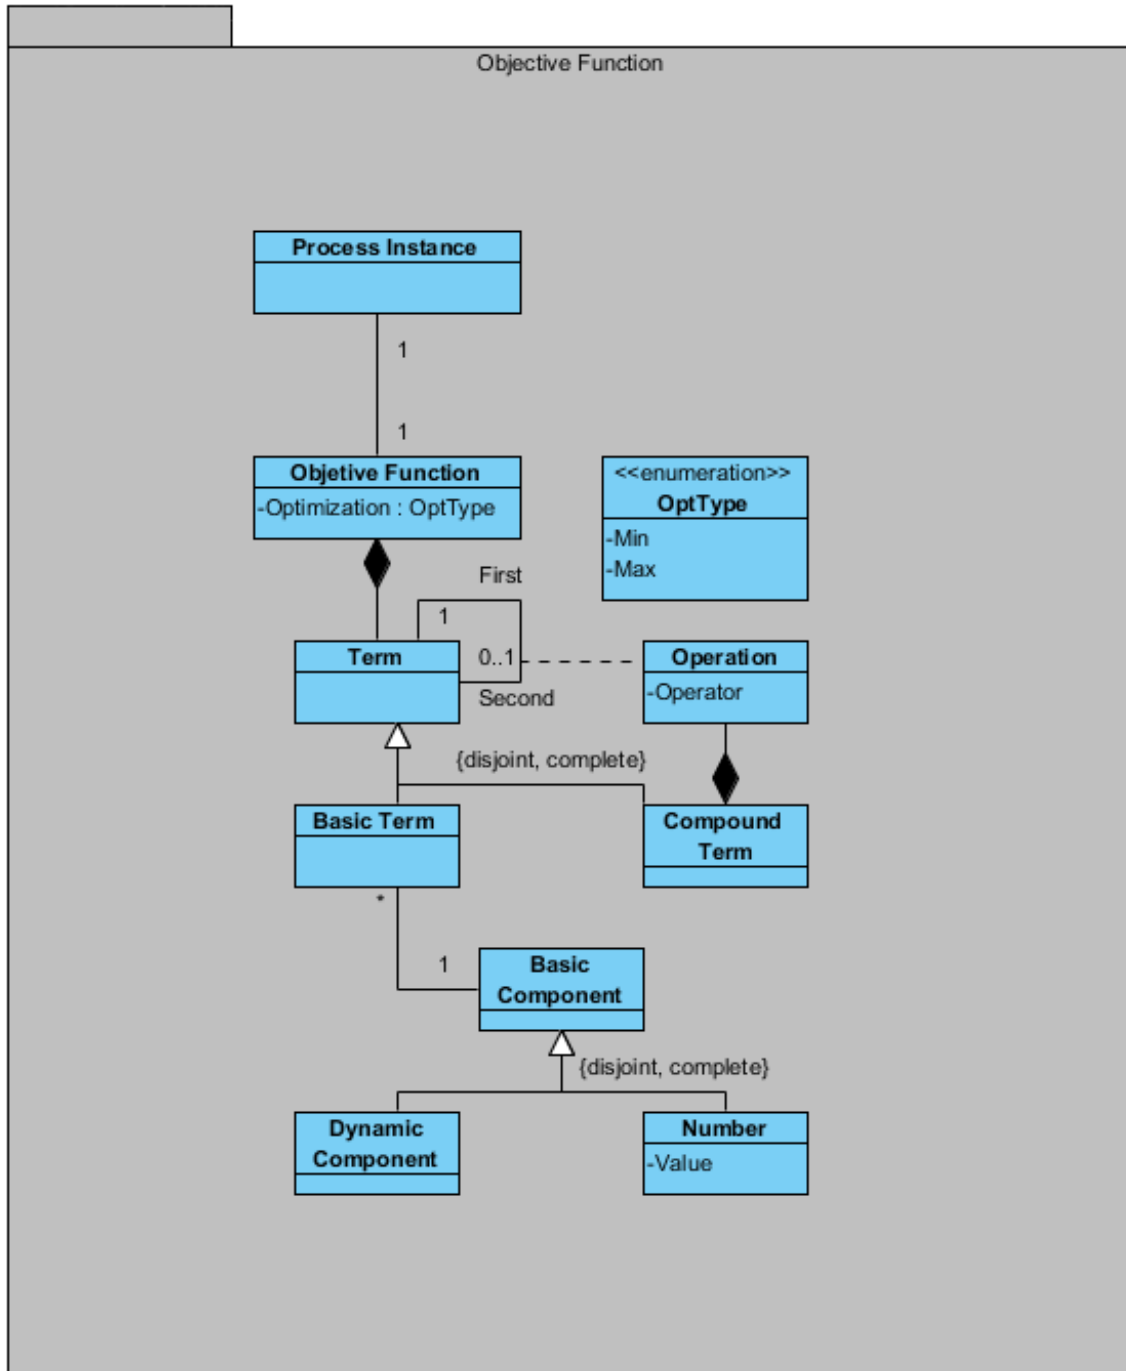 Objective Function
Process Instance
1
1
Objetive Function
-Optimization : OptType
<<enumeration>>
OptType
-Min
-Max
First
1
Term
0..1
Second
Operation
-Operator
{disjoint, complete}
Basic Term
Compound
Term
*
1
Basic
Component
{disjoint, complete}
Dynamic
Component
Number
-Value